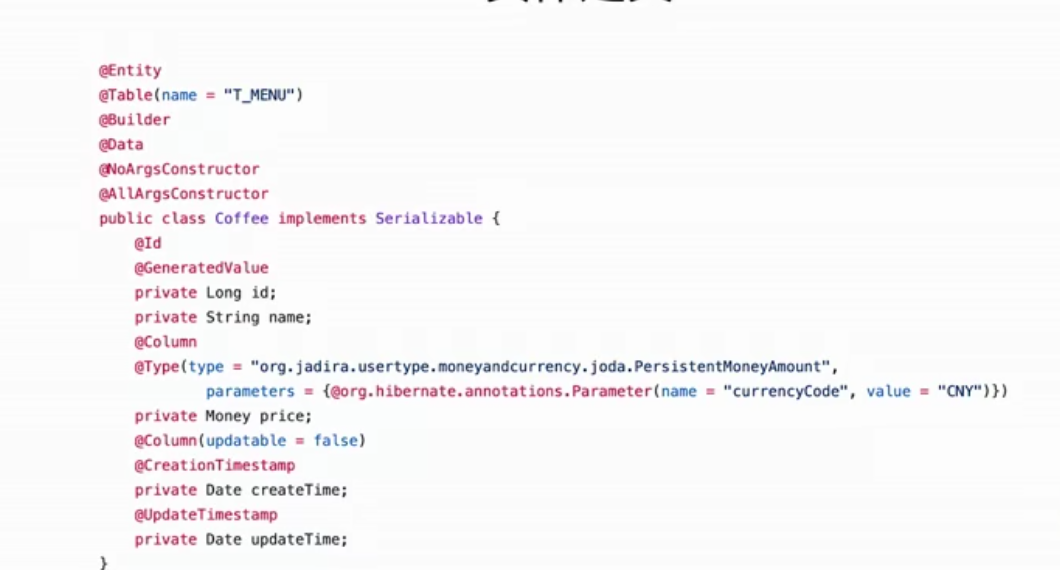 @Entity
@Table(name = "T_MENU")
@Builder
@Data
@NoArgsConstructor
@AllArgsConstructor
public class Coffee implements Serializable {
    @Id
    @GeneratedValue
    private Long id;
    private String name;
    @Column
    @Type(type = "org.jadira.usertype.moneyandcurrency.joda.PersistentMoneyAmount",
            parameters = {@org.hibernate.annotations.Parameter(name = "currencyCode", value = "CNY")})
    private Money price;
    @Column(updatable = false)
    @CreationTimestamp
    private Date createTime;
    @UpdateTimestamp
    private Date updateTime;
}